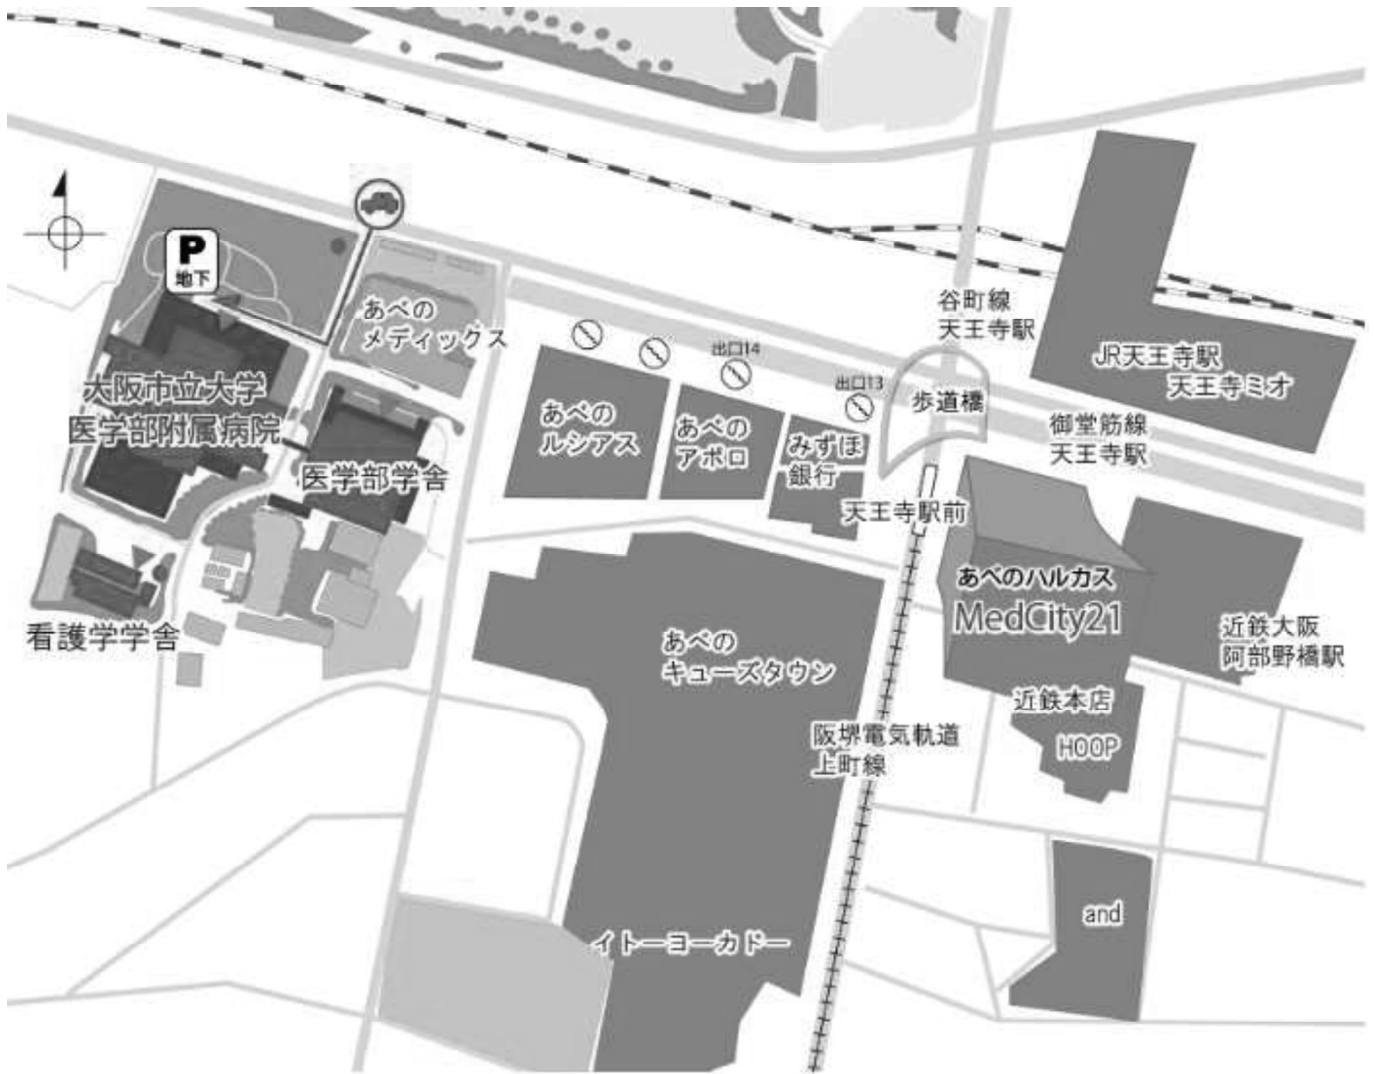 P
地下
あべの
メディックス
谷町線
天王寺駅
JR天王寺駅
天王寺ミオ
出口14
出口13
歩道橋
大阪市立大学
医学部附属病院
医学部学舎
あべの
ルシアス
あべの
アポロ
みずほ
銀行
御堂筋線
天王寺駅
天王寺駅前
あべのハルカス
MedCity21
看護学学舎
あべの
キューズタウン
近鉄大阪
阿部野橋駅
近鉄本店
HOOP
阪堺電気軌道
上町線
and
イトーヨーカドー